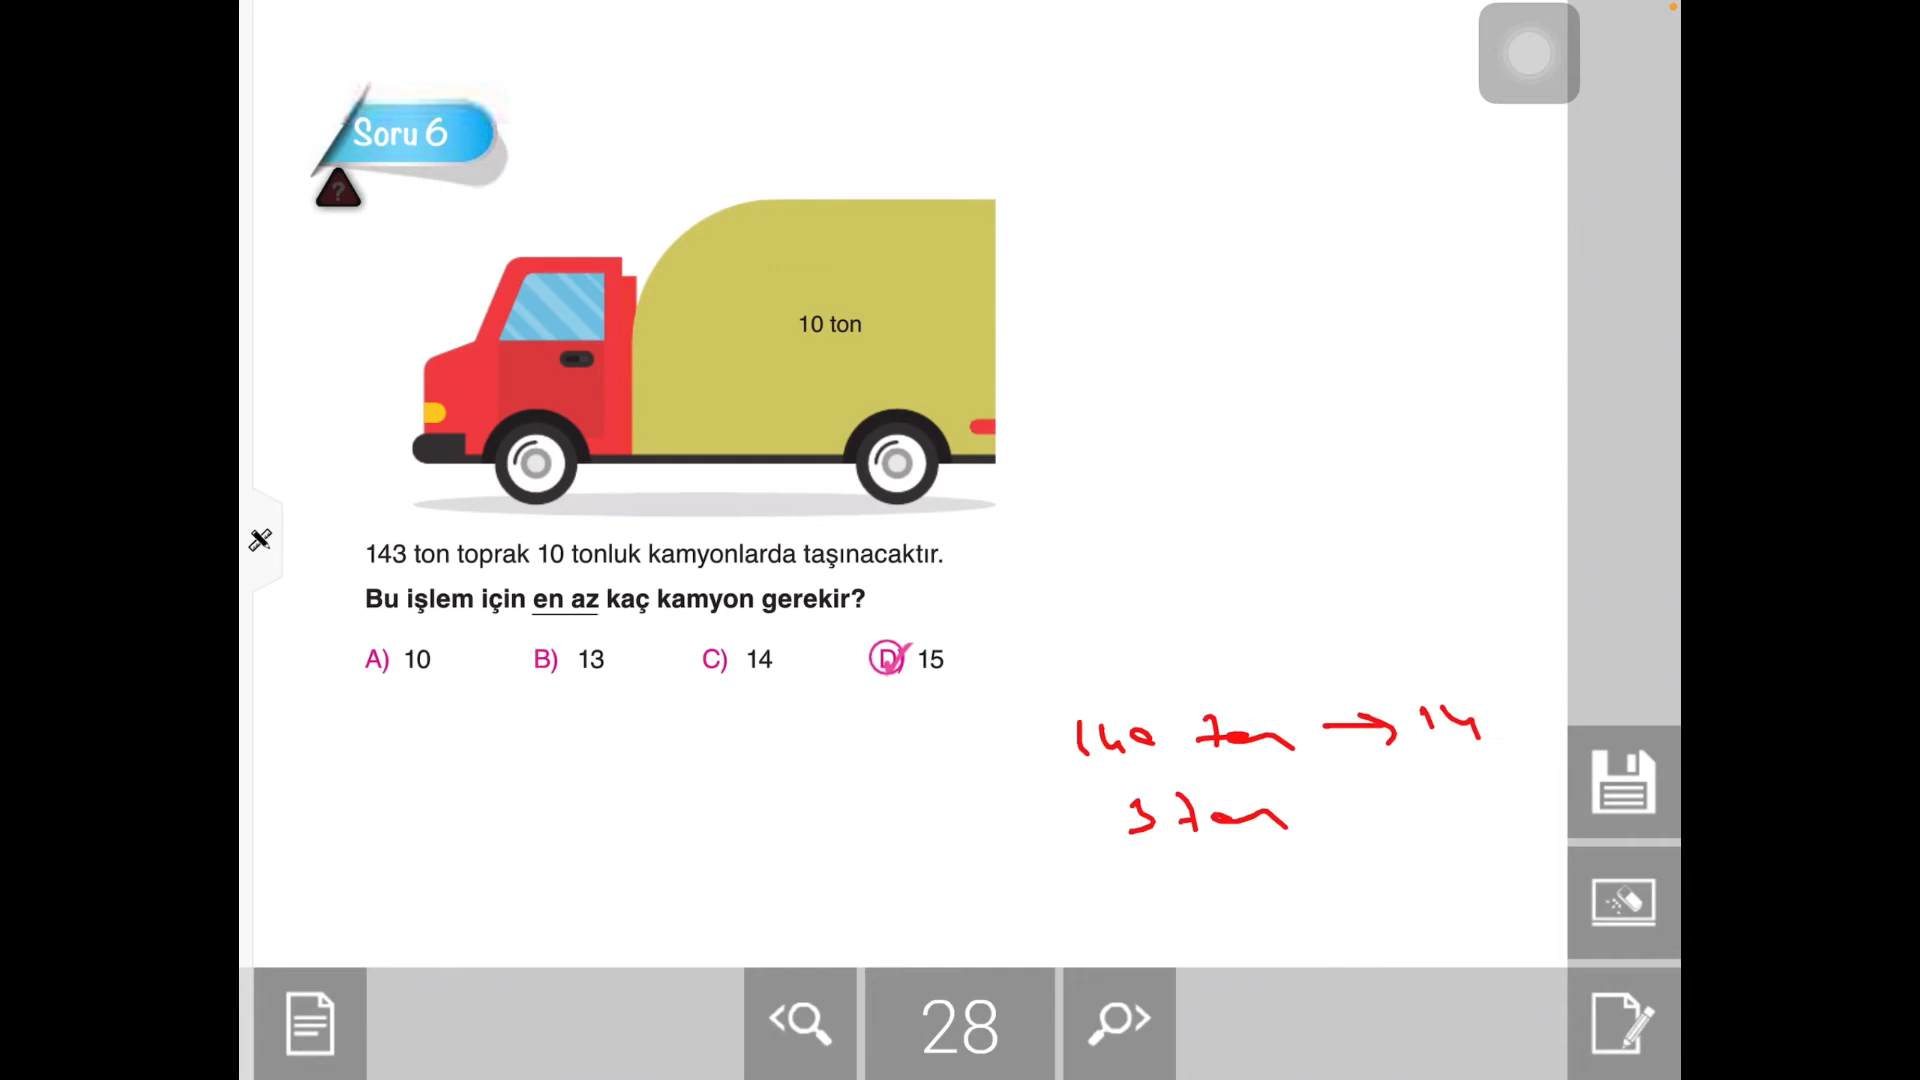 Soru 6
?
10 ton
143 ton toprak 10 tonluk kamyonlarda taşınacaktır.
Bu işlem için en az kaç kamyon gerekir?
A) 10 B) 13 C) 14 D) 15
140 ton → 14
3 ton
28